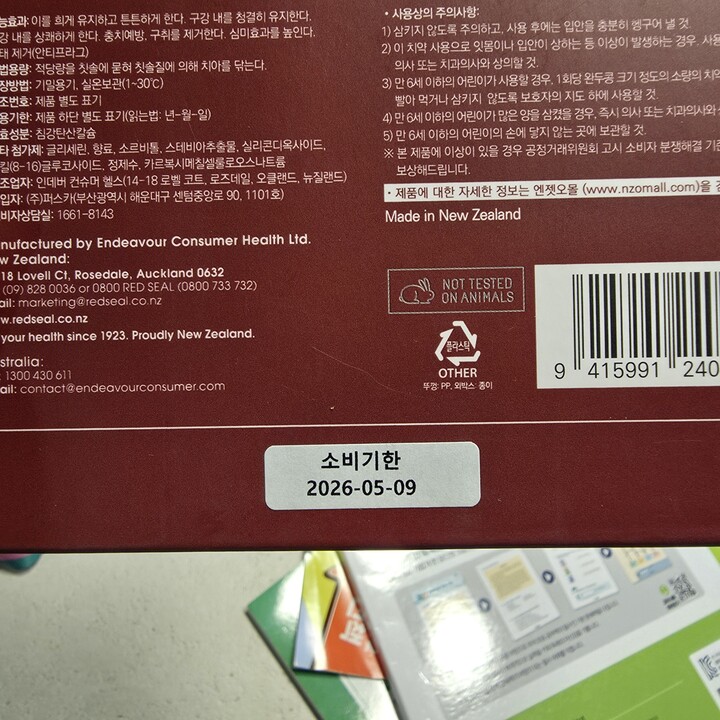 능효과: 이를 희게 유지하고 튼튼하게 한다. 구강 내를 청결히 유지한다.
강 내를 상쾌하게 한다. 충치예방, 구취를 제거한다. 심미효과를 높인다.
태 제거(안티프라그)
법용량: 적당량을 칫솔에 묻혀 칫솔질에 의해 치아를 닦는다.
장방법: 기밀용기, 실온보관(1~30℃)
조번호: 제품 별도 표기
용기한: 제품 하단 별도 표기(읽는법: 년-월-일)
효성분: 침강탄산칼슘
타 첨가제: 글리세린, 향료, 소르비톨, 스테비아추출물, 실리콘디옥사이드,
킬(8-16)글루코사이드, 정제수, 카르복시메칠셀룰로오스나트륨
조업자: 인데버 컨슈머 헬스(14-18 로벨 코트, 로즈데일, 오클랜드, 뉴질랜드)
입자: (주)퍼스카(부산광역시 해운대구 센텀중앙로 90, 1101호)
비자상담실: 1661-8143
nufactured by Endeavour Consumer Health Ltd.
w Zealand:
18 Lovell Ct, Rosedale, Auckland 0632
(09) 828 0036 or 0800 RED SEAL (0800 733 732)
ail: marketing@redseal.co.nz
w.redseal.co.nz
your health since 1923. Proudly New Zealand.
stralia:
: 1300 430 611
ail: contact@endeavourconsumer.com
• 사용상의 주의사항:
1) 삼키지 않도록 주의하고, 사용 후에는 입안을 충분히 헹구어 낼 것.
2) 이 치약 사용으로 잇몸이나 입안이 상하는 등 이상이 발생하는 경우. 사용
의사 또는 치과의사와 상의할 것.
3) 만 6세 이하의 어린이가 사용할 경우, 1회당 완두콩 크기 정도의 소량의 치약
빨아 먹거나 삼키지 않도록 보호자의 지도 하에 사용할 것.
4) 만 6세 이하의 어린이가 많은 양을 삼켰을 경우, 즉시 의사 또는 치과의사와
5) 만 6세 이하의 어린이의 손에 닿지 않는 곳에 보관할 것.
※ 본 제품에 이상이 있을 경우 공정거래위원회 고시 소비자 분쟁해결 기준
보상해드립니다.
• 제품에 대한 자세한 정보는 엔젯오몰 (www.nzomall.com)을
Made in New Zealand
NOT TESTED
ON ANIMALS
플라스틱
OTHER
뚜껑: PP, 외박스: 종이
9 415991 240
소비기한
2026-05-09